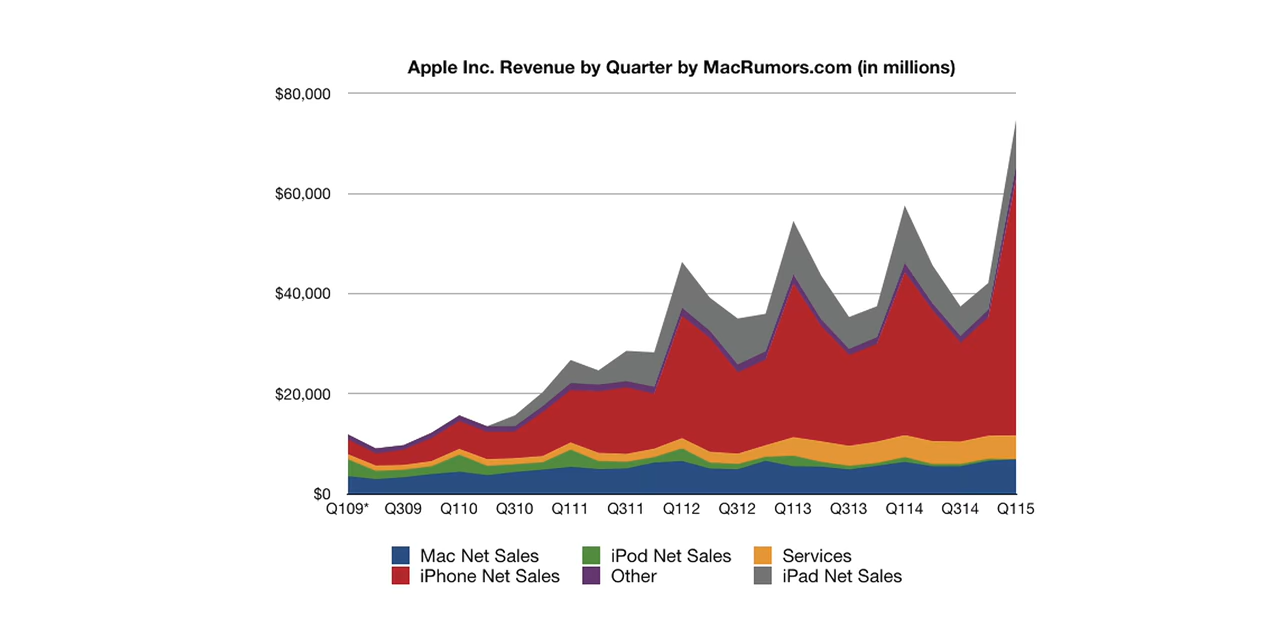 Apple Inc. Revenue by Quarter by MacRumors.com (in millions)
$80,000
$60,000
$40,000
$20,000
$0
Q109* Q309 Q110 Q310 Q111 Q311 Q112 Q312 Q113 Q313 Q114 Q314 Q115
Mac Net Sales iPod Net Sales Services
iPhone Net Sales Other iPad Net Sales